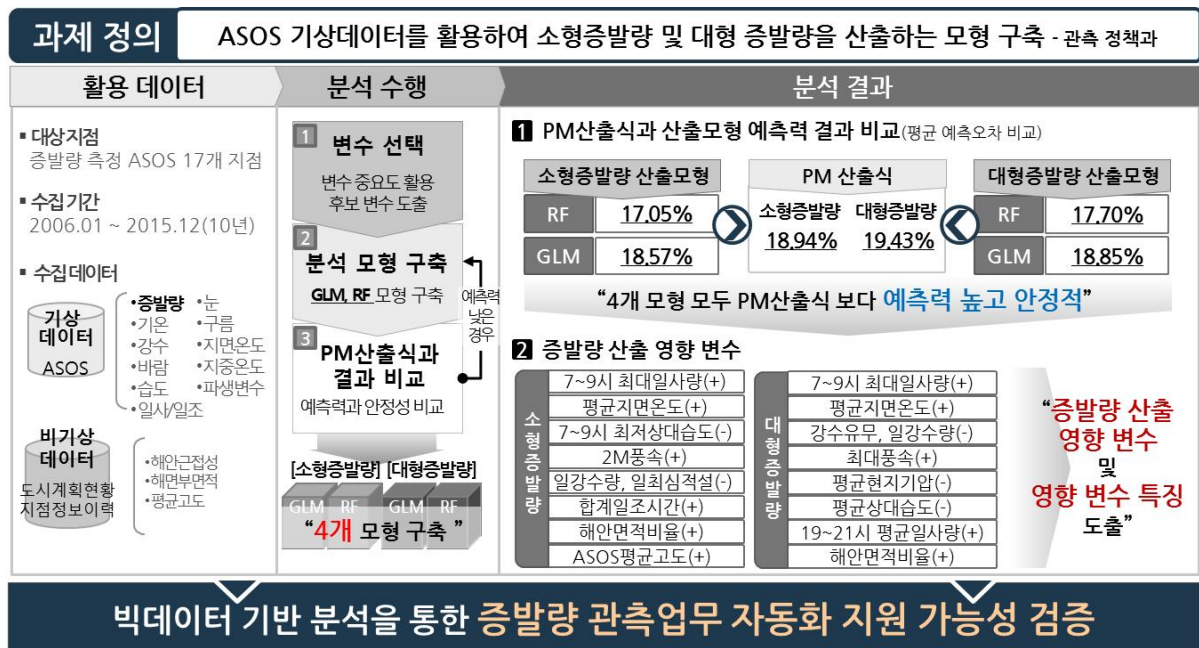 과제 정의
ASOS 기상데이터를 활용하여 소형증발량 및 대형 증발량을 산출하는 모형 구축 - 관측 정책과
활용 데이터
▪ 대상지점
증발량 측정 ASOS 17개 지점
▪ 수집기간
2006.01 ~ 2015.12(10년)
▪ 수집데이터
기상
데이터
ASOS
•증발량
•기온
•강수
•바람
•습도
•일사/일조
•눈
•구름
•지면온도
•지중온도
•파생변수
비기상
데이터
도시계획현황
지점정보이력
•해안근접성
•해면부면적
•평균고도
분석 수행
1
변수 선택
변수 중요도 활용
후보 변수 도출
2
분석 모형 구축
GLM, RF 모형 구축
예측력
낮은
경우
3
PM산출식과
결과 비교
예측력과 안정성 비교
[소형증발량] [대형증발량]
GLM RF GLM RF
“4개 모형 구축 ”
분석 결과
1 PM산출식과 산출모형 예측력 결과 비교(평균 예측오차 비교)
소형증발량 산출모형
RF 17.05%
GLM 18.57%
PM 산출식
소형증발량 대형증발량
18.94% 19.43%
대형증발량 산출모형
RF 17.70%
GLM 18.85%
“4개 모형 모두 PM산출식 보다 예측력 높고 안정적”
2 증발량 산출 영향 변수
소형증발량
7~9시 최대일사량(+)
평균지면온도(+)
7~9시 최저상대습도(-)
2M풍속(+)
일강수량, 일최심적설(-)
합계일조시간(+)
해안면적비율(+)
ASOS평균고도(+)
대형증발량
7~9시 최대일사량(+)
평균지면온도(+)
강수유무, 일강수량(-)
최대풍속(+)
평균현지기압(-)
평균상대습도(-)
19~21시 평균일사량(+)
해안면적비율(+)
“증발량 산출
영향 변수
및
영향 변수 특징
도출”
빅데이터 기반 분석을 통한 증발량 관측업무 자동화 지원 가능성 검증